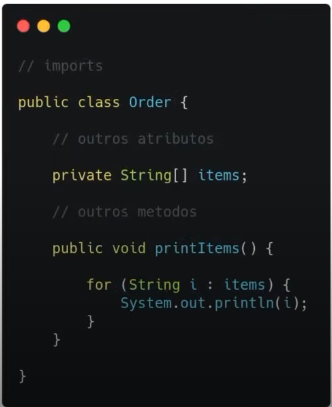 // imports
public class Order {
// outros atributos
private String[] items;
// outros metodos
public void printItems() {
for (String i : items) {
System.out.println(i);
}
}
}